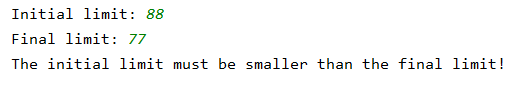 Initial limit: 88
Final limit: 77
The initial limit must be smaller than the final limit!